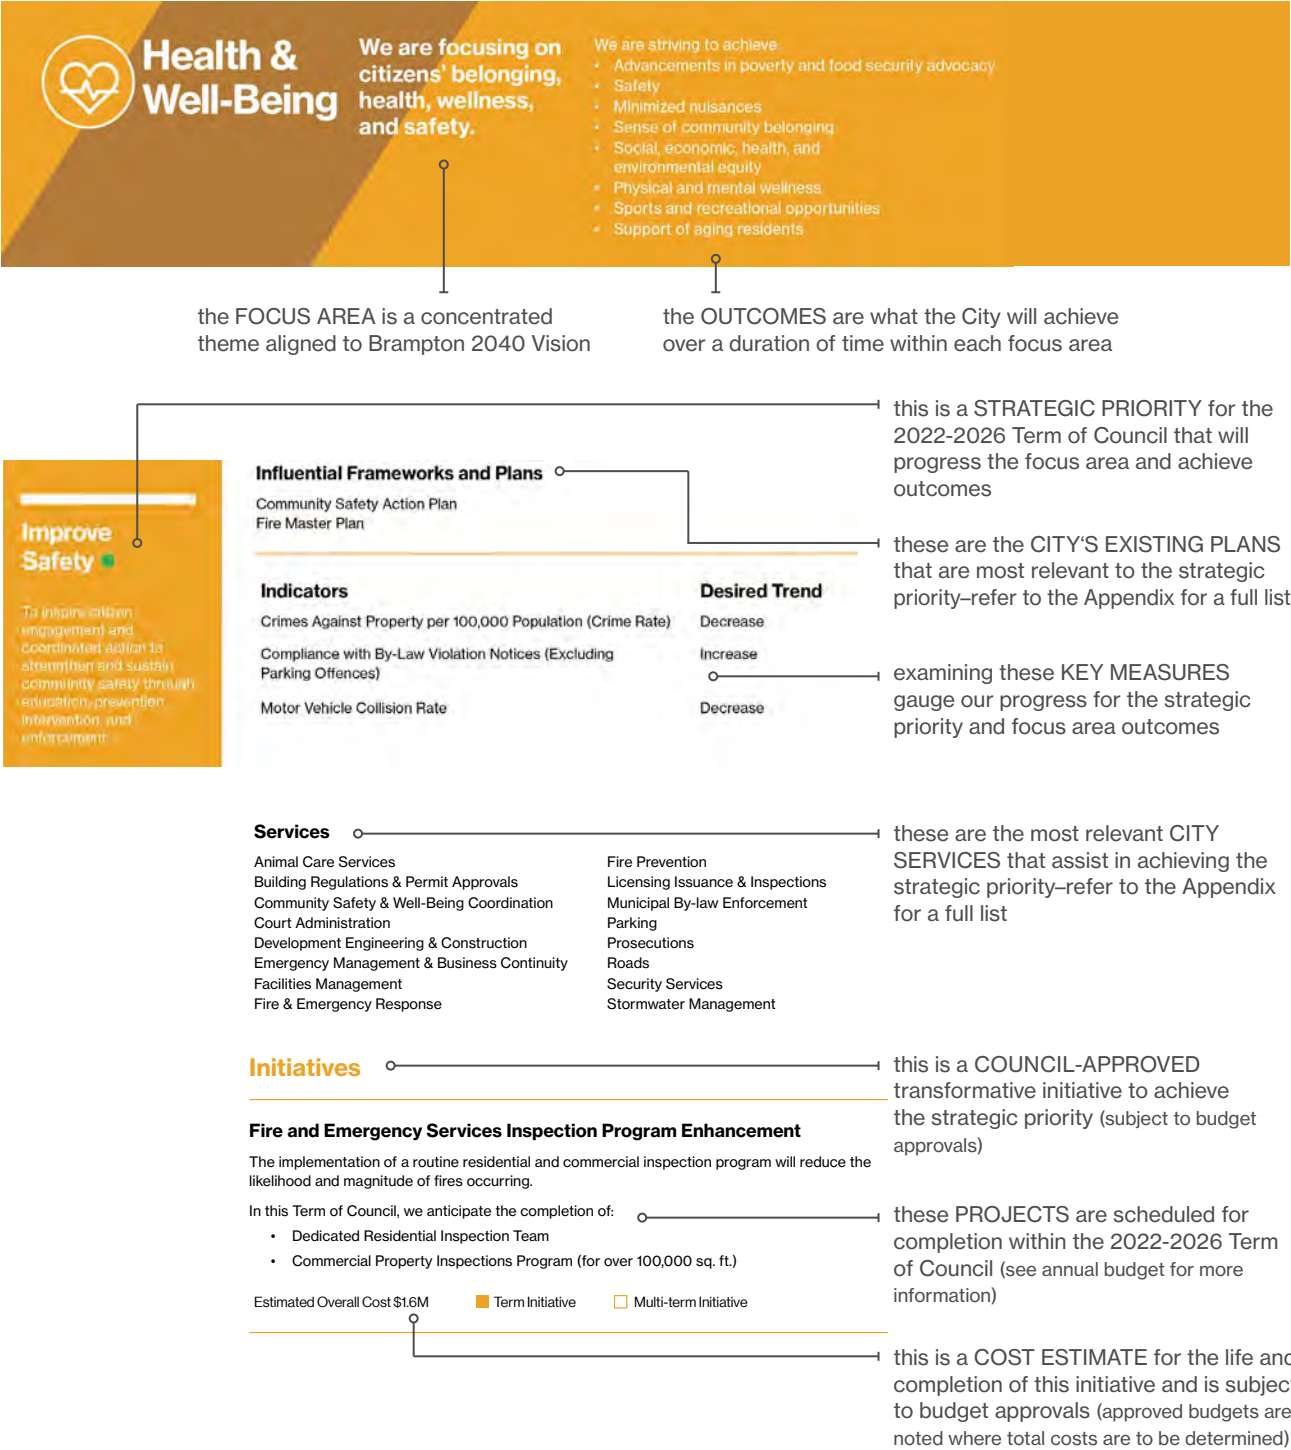 Health &
Well-Being
We are focusing on
citizens' belonging,
health, wellness,
and safety.
We are striving to achieve
• Advancements in poverty and food security advocacy
• Safety
• Minimized nuisances
• Sense of community belonging
• Social, economic, health, and
environmental equity
• Physical and mental wellness
• Sports and recreational opportunities
• Support of aging residents
the FOCUS AREA is a concentrated
theme aligned to Brampton 2040 Vision
the OUTCOMES are what the City will achieve
over a duration of time within each focus area
this is a STRATEGIC PRIORITY for the
2022-2026 Term of Council that will
progress the focus area and achieve
outcomes
Improve
Safety
To inspire citizen
engagement and
coordinated action to
strengthen and sustain
community safety through
education, prevention
intervention, and
enforcement.
Influential Frameworks and Plans
Community Safety Action Plan
Fire Master Plan
these are the CITY‘S EXISTING PLANS
that are most relevant to the strategic
priority–refer to the Appendix for a full list
Indicators Desired Trend
Crimes Against Property per 100,000 Population (Crime Rate) Decrease
Compliance with By-Law Violation Notices (Excluding Increase
Parking Offences)
Motor Vehicle Collision Rate Decrease
examining these KEY MEASURES
gauge our progress for the strategic
priority and focus area outcomes
Services
Animal Care Services
Building Regulations & Permit Approvals
Community Safety & Well-Being Coordination
Court Administration
Development Engineering & Construction
Emergency Management & Business Continuity
Facilities Management
Fire & Emergency Response
Fire Prevention
Licensing Issuance & Inspections
Municipal By-law Enforcement
Parking
Prosecutions
Roads
Security Services
Stormwater Management
these are the most relevant CITY
SERVICES that assist in achieving the
strategic priority–refer to the Appendix
for a full list
Initiatives
this is a COUNCIL-APPROVED
transformative initiative to achieve
the strategic priority (subject to budget
approvals)
Fire and Emergency Services Inspection Program Enhancement
The implementation of a routine residential and commercial inspection program will reduce the
likelihood and magnitude of fires occurring.
In this Term of Council, we anticipate the completion of:
• Dedicated Residential Inspection Team
• Commercial Property Inspections Program (for over 100,000 sq. ft.)
these PROJECTS are scheduled for
completion within the 2022-2026 Term
of Council (see annual budget for more
information)
Estimated Overall Cost $1.6M Term Initiative Multi-term Initiative
this is a COST ESTIMATE for the life and
completion of this initiative and is subject
to budget approvals (approved budgets are
noted where total costs are to be determined)